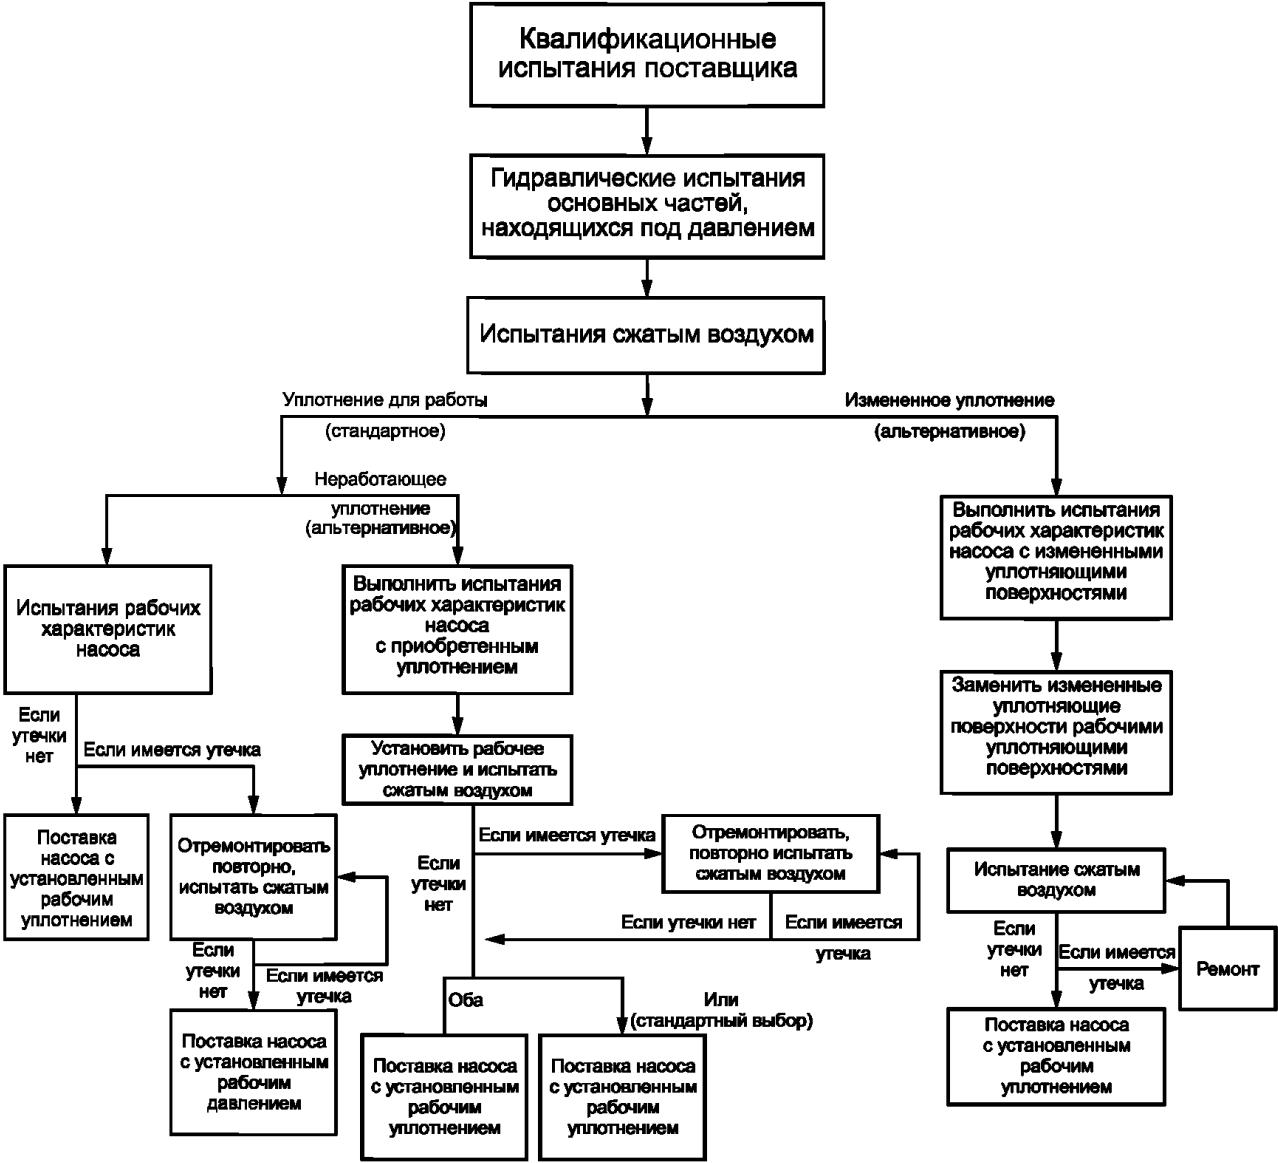 Квалификационные
испытания поставщика
Гидравлические испытания
основных частей,
находящихся под давлением
Испытания сжатым воздухом
Уплотнение для работы
(стандартное)
Измененное уплотнение
(альтернативное)
Неработающее
уплотнение
(альтернативное)
Испытания рабочих
характеристик
насоса
Если
утечки
нет
Если имеется утечка
Поставка
насоса с
установленным
рабочим
уплотнением
Отремонтировать
повторно,
испытать сжатым
воздухом
Если
утечки
нет
Если имеется
утечка
Поставка насоса
с установленным
рабочим
давлением
Выполнить испытания
рабочих характеристик
насоса
с приобретенным
уплотнением
Установить рабочее
уплотнение и испытать
сжатым воздухом
Если имеется утечка
Если
утечки
нет
Отремонтировать,
повторно испытать
сжатым воздухом
Если утечки нет
Если имеется
утечка
Оба
Или
(стандартный выбор)
Поставка насоса
с установленным
рабочим
уплотнением
Поставка насоса
с установленным
рабочим
уплотнением
Выполнить испытания
рабочих характеристик
насоса с измененными
уплотняющими
поверхностями
Заменить измененные
уплотняющие
поверхности рабочими
уплотняющими
поверхностями
Испытание сжатым
воздухом
Если
утечки
нет
Если имеется
утечка
Ремонт
Поставка насоса
с установленным
рабочим
уплотнением